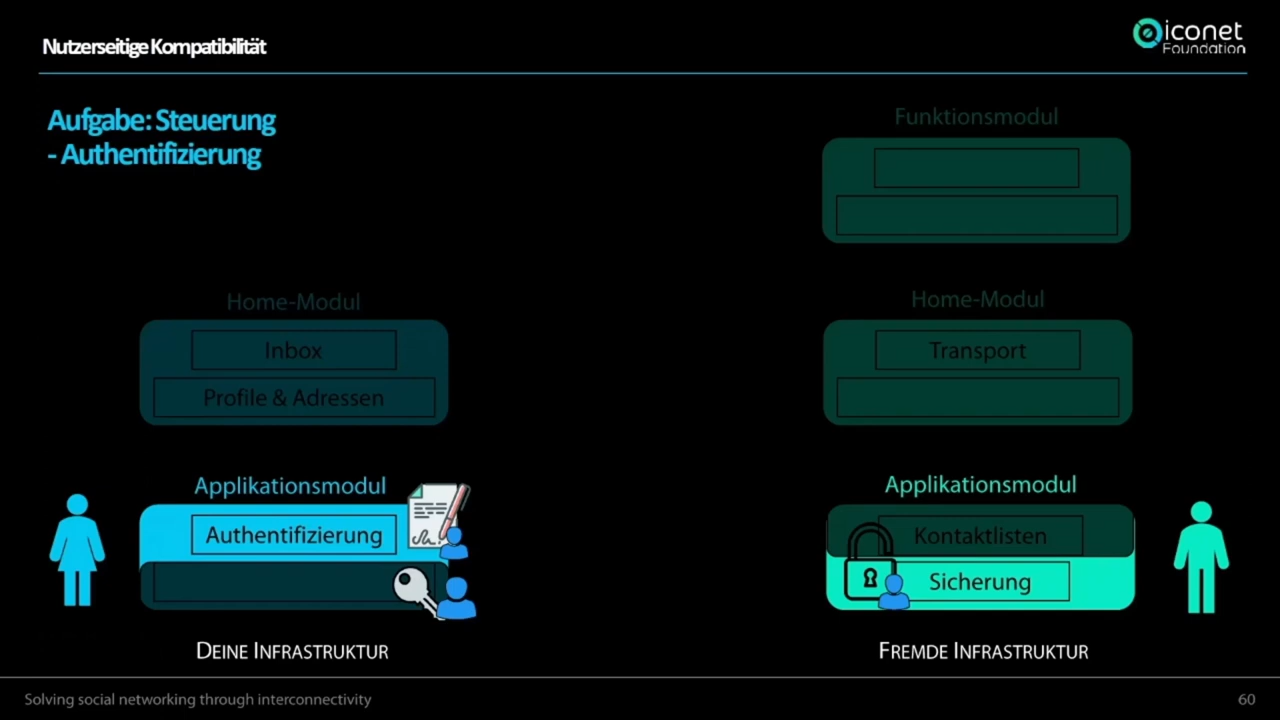 Nutzerseitige Kompatibilität
iconet
Foundation
Aufgabe: Steuerung
- Authentifizierung
Funktionsmodul
Home-Modul
Inbox
Profile & Adressen
Home-Modul
Transport
Applikationsmodul
Authentifizierung
Applikationsmodul
Kontaktlisten
Sicherung
DEINE INFRASTRUKTUR
FREMDE INFRASTRUKTUR
Solving social networking through interconnectivity
60